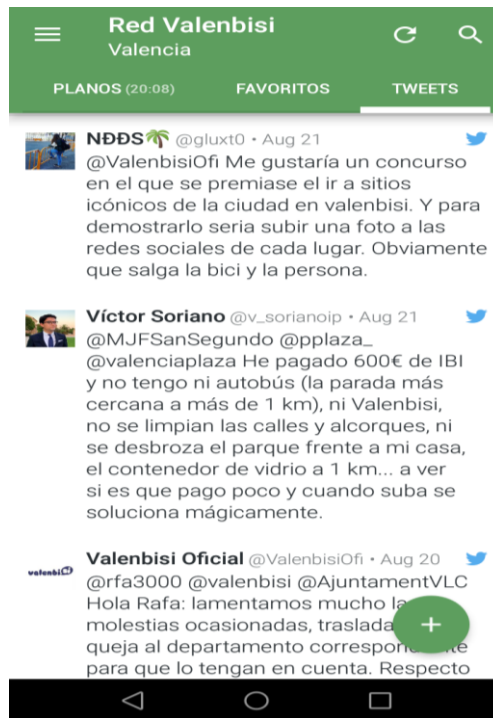 Red Valenbisi
Valencia
PLANOS (20:08) FAVORITOS TWEETS
NĐĐS🌴 @gluxt0 • Aug 21
@ValenbisiOfi Me gustaría un concurso
en el que se premiase el ir a sitios
icónicos de la ciudad en valenbisi. Y para
demostrarlo seria subir una foto a las
redes sociales de cada lugar. Obviamente
que salga la bici y la persona.
Víctor Soriano @v_sorianoip • Aug 21
@MJFSanSegundo @pplaza_
@valenciaplaza He pagado 600€ de IBI
y no tengo ni autobús (la parada más
cercana a más de 1 km), ni Valenbisi,
no se limpian las calles y alcorques, ni
se desbroza el parque frente a mi casa,
el contenedor de vidrio a 1 km... a ver
si es que pago poco y cuando suba se
soluciona mágicamente.
valenbisi
Valenbisi Oficial @ValenbisiOfi • Aug 20
@rfa3000 @valenbisi @AjuntamentVLC
Hola Rafa: lamentamos mucho la
molestias ocasionadas, traslada
queja al departamento
para que lo tengan en cuenta. Respecto